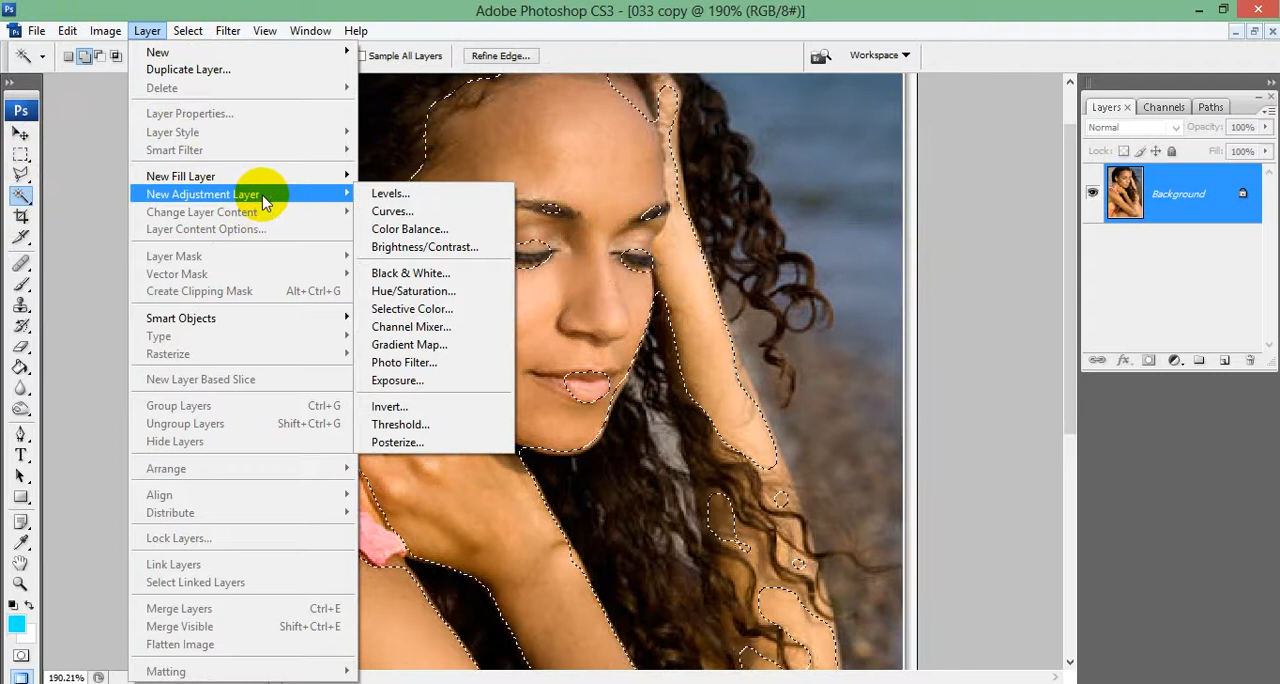 Ps
Adobe Photoshop CS3 - [033 copy @ 190% (RGB/8#)]
Ps
File Edit Image Layer Select Filter View Window Help
Sample All Layers
Refine Edge...
Workspace
Ps
New
Duplicate Layer...
Delete
Layer Properties...
Layer Style
Smart Filter
New Fill Layer
New Adjustment Layer
Change Layer Content
Layer Content Options...
Layer Mask
Vector Mask
Create Clipping Mask Alt+Ctrl+G
Smart Objects
Type
Rasterize
New Layer Based Slice
Group Layers Ctrl+G
Ungroup Layers Shift+Ctrl+G
Hide Layers
Arrange
Align
Distribute
Lock Layers...
Link Layers
Select Linked Layers
Merge Layers Ctrl+E
Merge Visible Shift+Ctrl+E
Flatten Image
Matting
Levels...
Curves...
Color Balance...
Brightness/Contrast...
Black & White...
Hue/Saturation...
Selective Color...
Channel Mixer...
Gradient Map...
Photo Filter...
Exposure...
Invert...
Threshold...
Posterize...
Layers Channels Paths
Normal Opacity: 100%
Lock: Fill: 100%
Background
190.21%